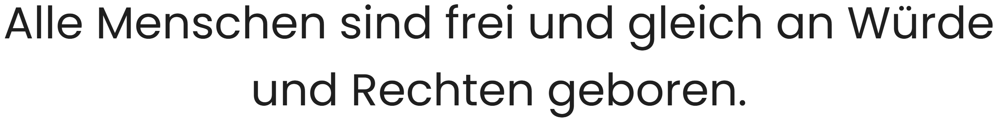 Alle Menschen sind frei und gleich an Würde
und Rechten geboren.